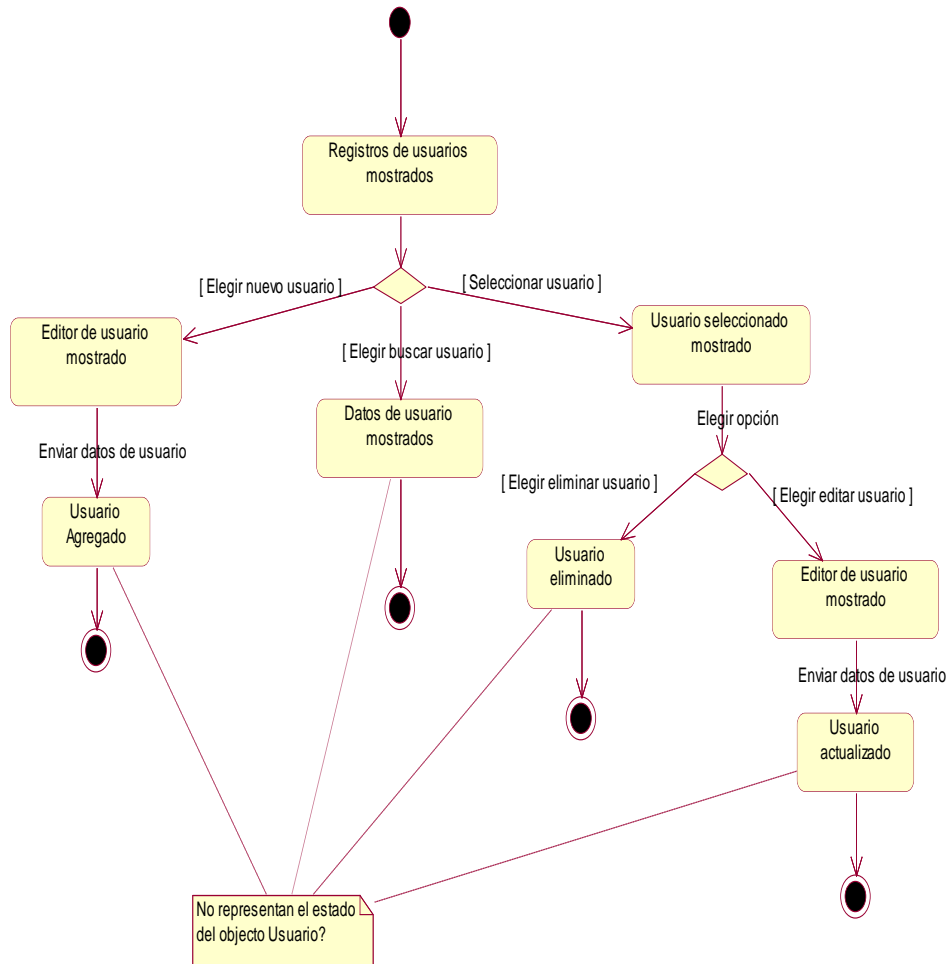 Registros de usuarios
mostrados
[ Elegir nuevo usuario ]
[ Seleccionar usuario ]
Editor de usuario
mostrado
[ Elegir buscar usuario ]
Usuario seleccionado
mostrado
Datos de usuario
mostrados
Elegir opción
Enviar datos de usuario
[ Elegir eliminar usuario ]
[ Elegir editar usuario ]
Usuario
Agregado
Usuario
eliminado
Editor de usuario
mostrado
Enviar datos de usuario
Usuario
actualizado
No representan el estado
del objecto Usuario?